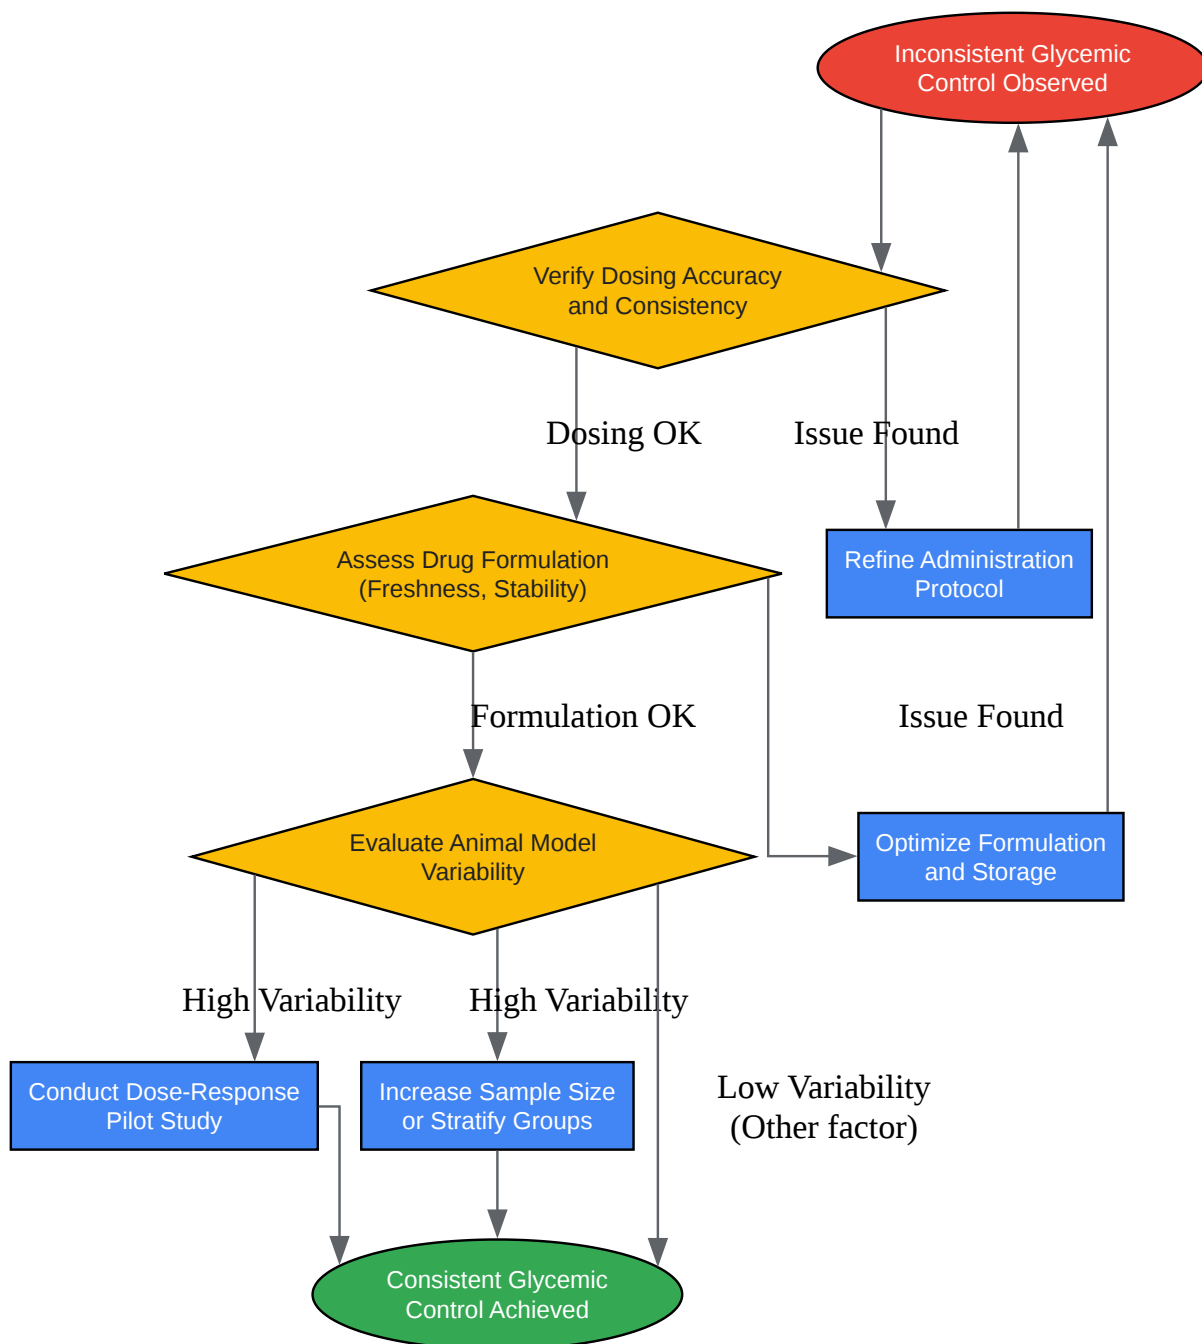 Inconsistent Glycemic
Control Observed
Verify Dosing Accuracy
and Consistency
Dosing OK
Issue Found
Assess Drug Formulation
(Freshness, Stability)
Refine Administration
Protocol
Formulation OK
Issue Found
Evaluate Animal Model
Variability
Optimize Formulation
and Storage
High Variability
High Variability
Low Variability
(Other factor)
Conduct Dose-Response
Pilot Study
Increase Sample Size
or Stratify Groups
Consistent Glycemic
Control Achieved